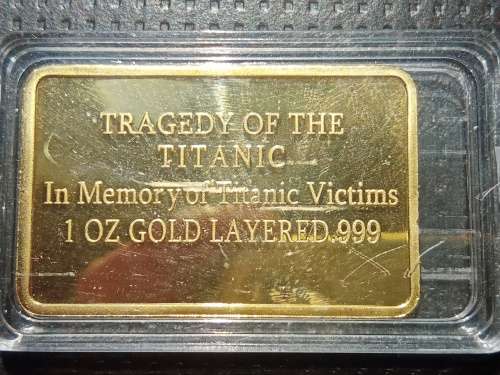 TRAGEDY OF THE
TITANIC
In Memory of Titanic Victims
1 OZ GOLD LAYERED.999